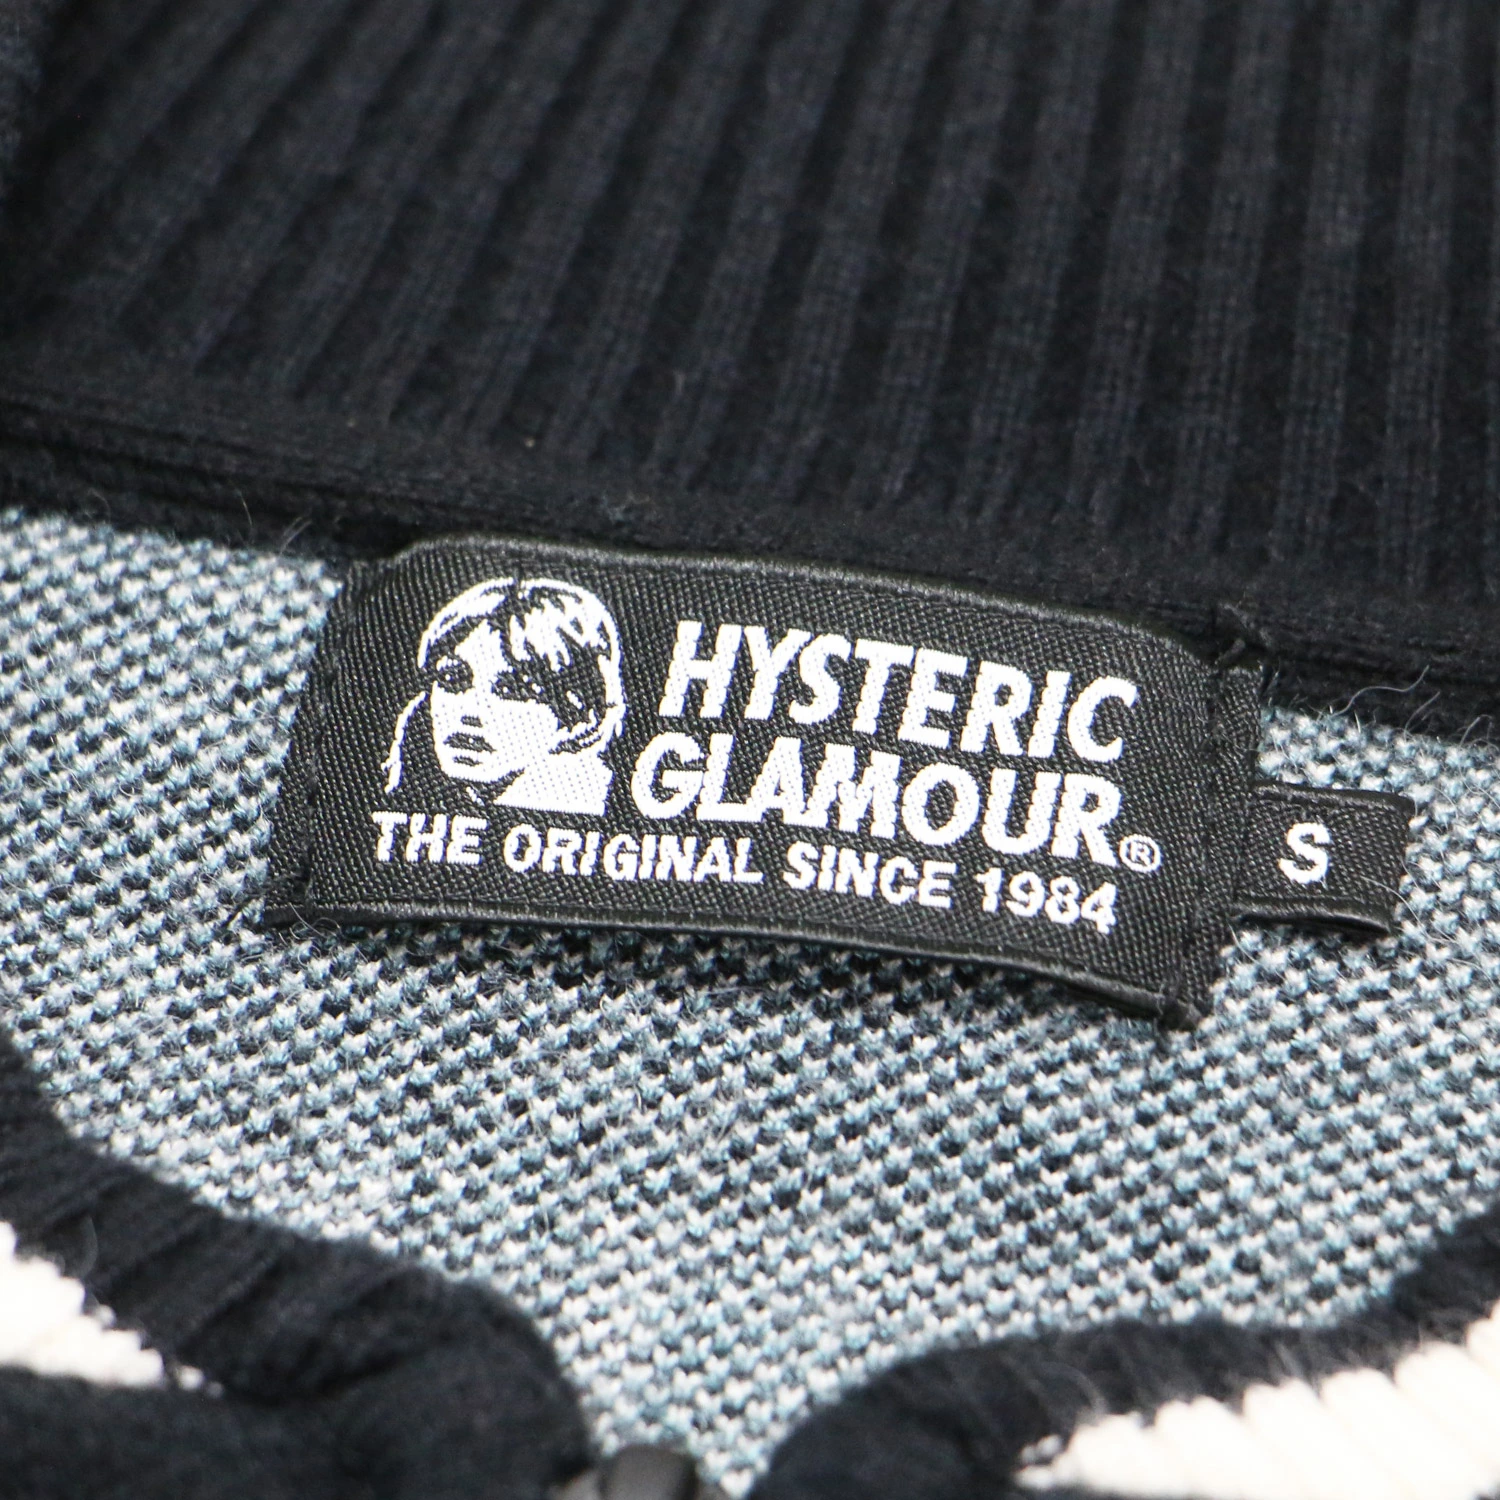 HYSTERIC
GLAMOUR®
THE ORIGINAL SINCE 1984
S